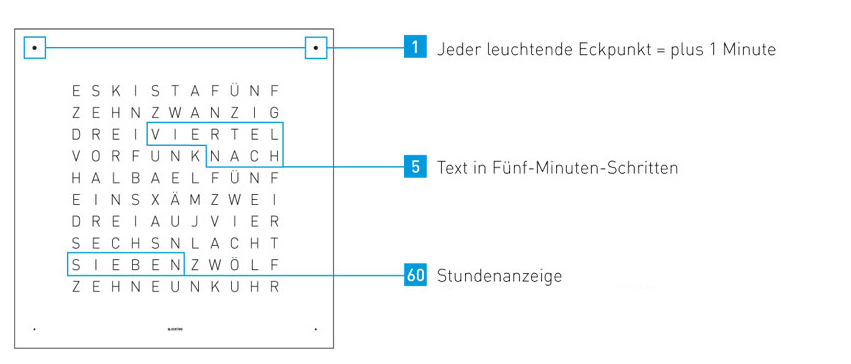 1 Jeder leuchtende Eckpunkt = plus 1 Minute
E S K I S T A F Ü N F
Z E H N Z W A N Z I G
D R E I V I E R T E L
V O R F U N K N A C H
5 Text in Fünf-Minuten-Schritten
H A L B A E L F Ü N F
E I N S X Ä M Z W E I
D R E I A U J V I E R
S E C H S N L A C H T
S I E B E N Z W Ö L F
60 Stundenanzeige
Z E H N E U N K U H R